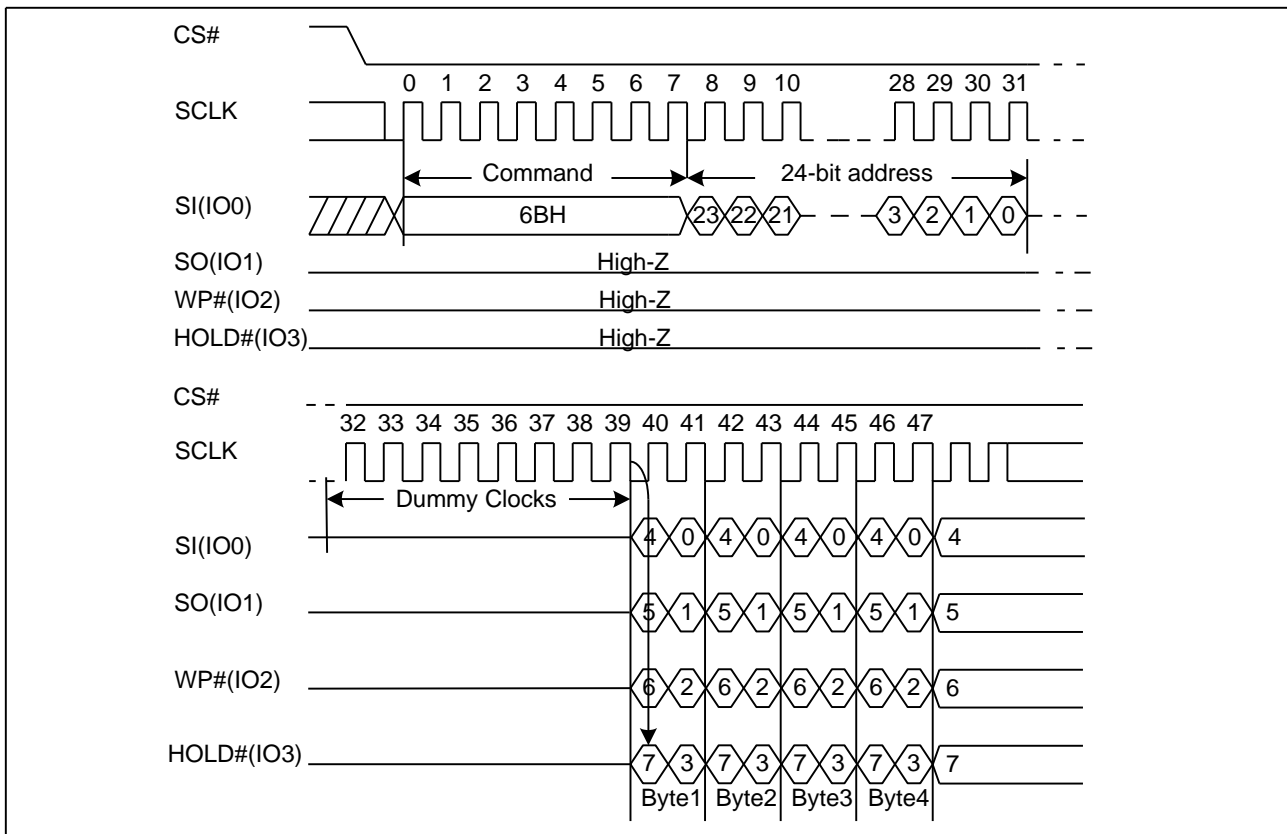 CS#
0 1 2 3 4 5 6 7 8 9 10 28 29 30 31
SCLK
Command 24-bit address
SI(IO0) 6BH 23 22 21 3 2 1 0
SO(IO1) High-Z
WP#(IO2) High-Z
HOLD#(IO3) High-Z
CS#
32 33 34 35 36 37 38 39 40 41 42 43 44 45 46 47
SCLK
Dummy Clocks
SI(IO0) 4 0 4 0 4 0 4 0 4
SO(IO1) 5 1 5 1 5 1 5 1 5
WP#(IO2) 6 2 6 2 6 2 6 2 6
HOLD#(IO3) 7 3 7 3 7 3 7 3 7
Byte1 Byte2 Byte3 Byte4